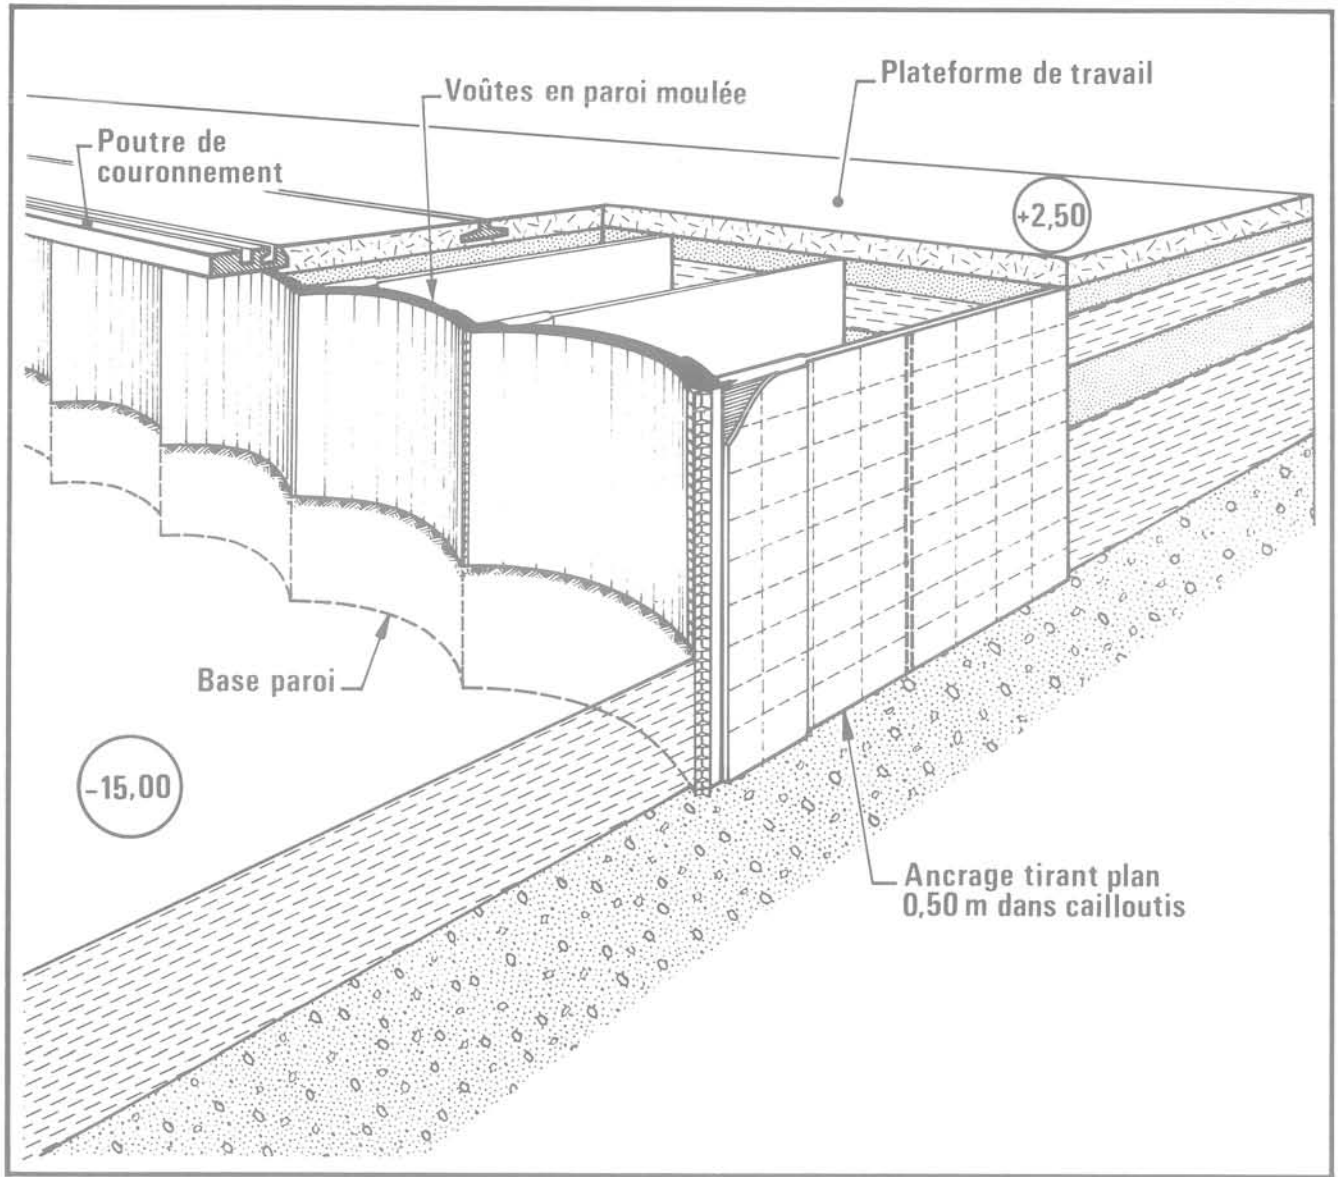 Plateforme de travail
Voûtes en paroi moulée
Poutre de
couronnement
+2,50
Base paroi
-15,00
Ancrage tirant plan
0,50 m dans cailloutis